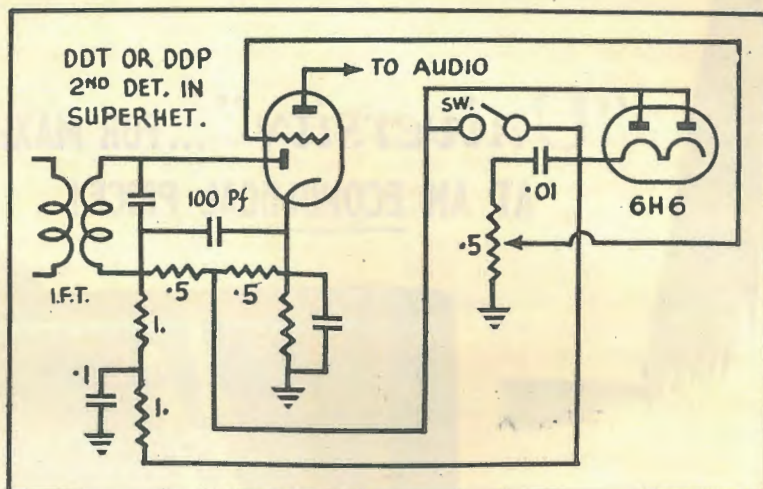 DDT OR DDP
2ND DET. IN
SUPERHET.
TO AUDIO
SW.
100 Pf
.01
6H6
.5
I.F.T.
.5
.5
1.
.1
1.